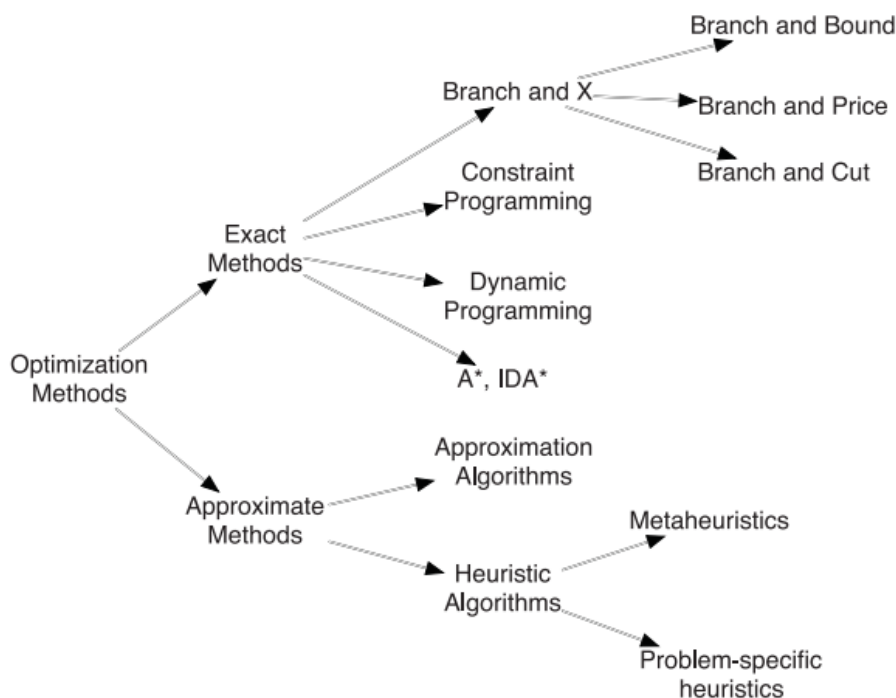 Branch and Bound
Branch and X
Branch and Price
Branch and Cut
Constraint
Programming
Exact
Methods
Dynamic
Programming
A*, IDA*
Optimization
Methods
Approximation
Algorithms
Approximate
Methods
Metaheuristics
Heuristic
Algorithms
Problem-specific
heuristics